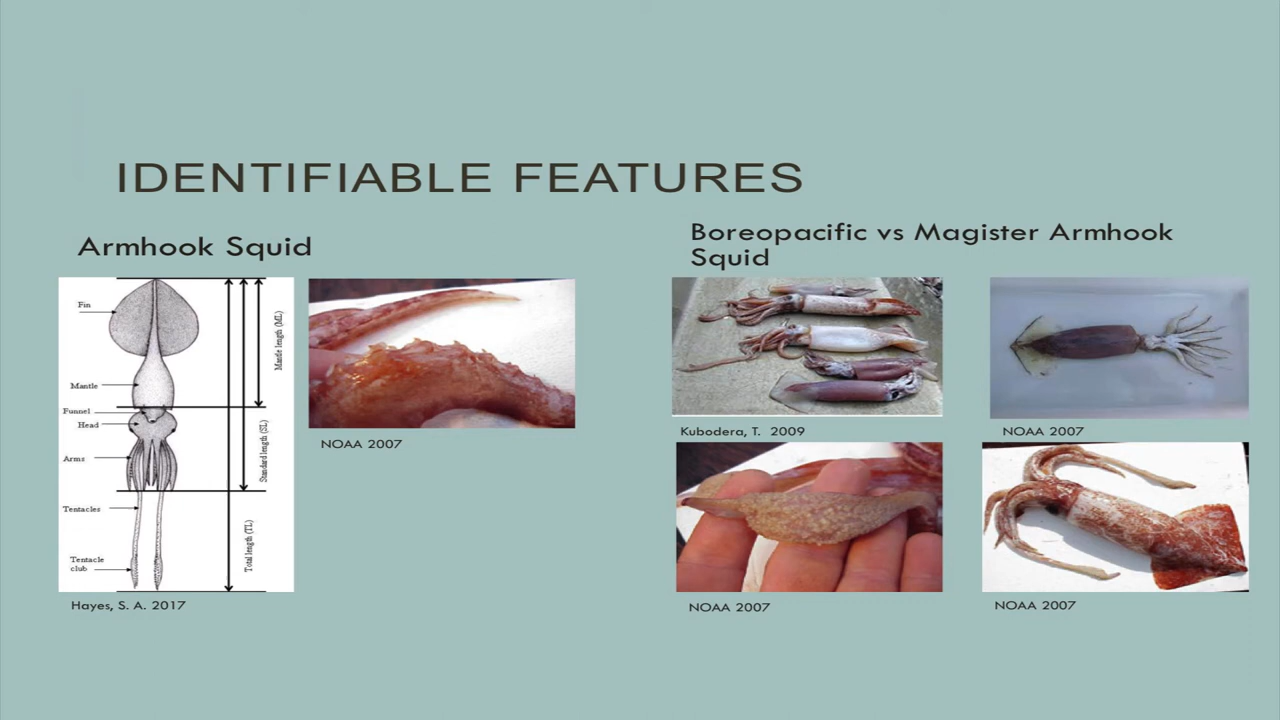 IDENTIFIABLE FEATURES
Armhook Squid
Fin
Mantle
Funnel
Head
Arms
Tentacles
Tentacle
club
Mantle length (ML)
Standard length (SL)
Total length (TL)
Hayes, S. A. 2017
NOAA 2007
Boreopacific vs Magister Armhook
Squid
Kubodera, T. 2009
NOAA 2007
NOAA 2007
NOAA 2007